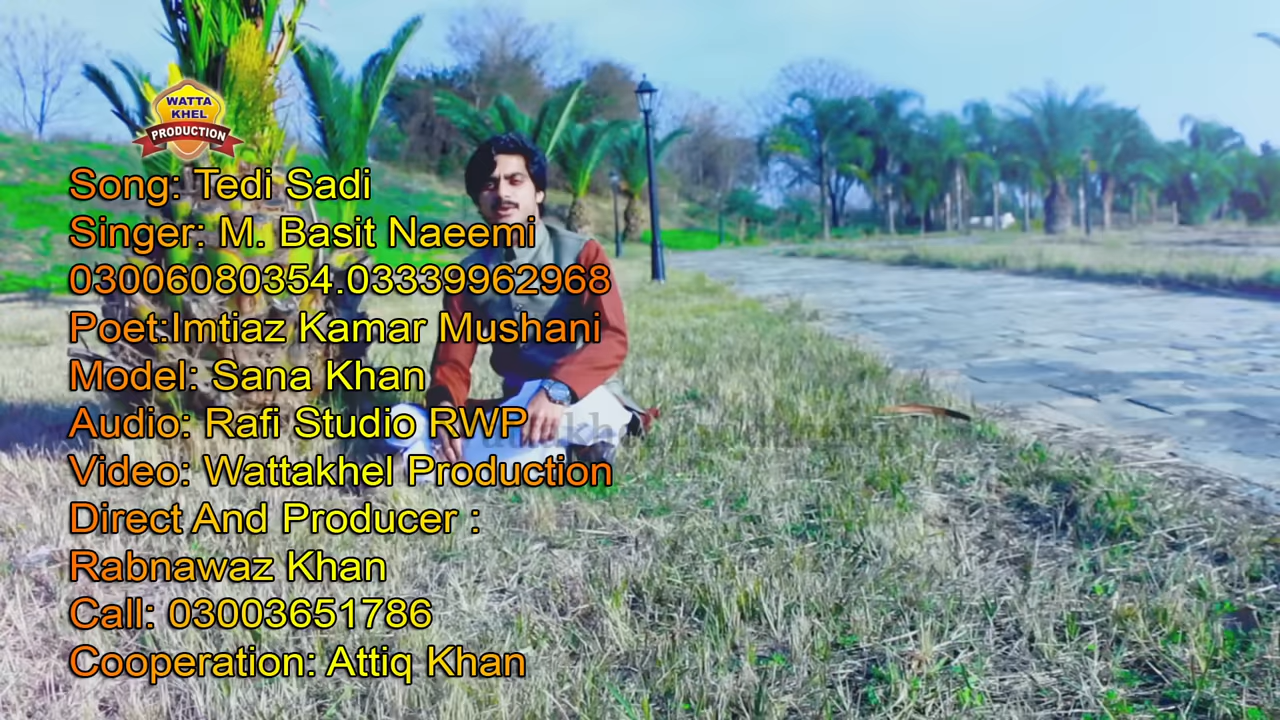 WATTA
KHEL
PRODUCTION
Song: Tedi Sadi
Singer: M. Basit Naeemi
03006080354.03339962968
Poet:Imtiaz Kamar Mushani
Model: Sana Khan
Audio: Rafi Studio RWP
Video: Wattakhel Production
Direct And Producer :
Rabnawaz Khan
Call: 03003651786
Cooperation: Attiq Khan